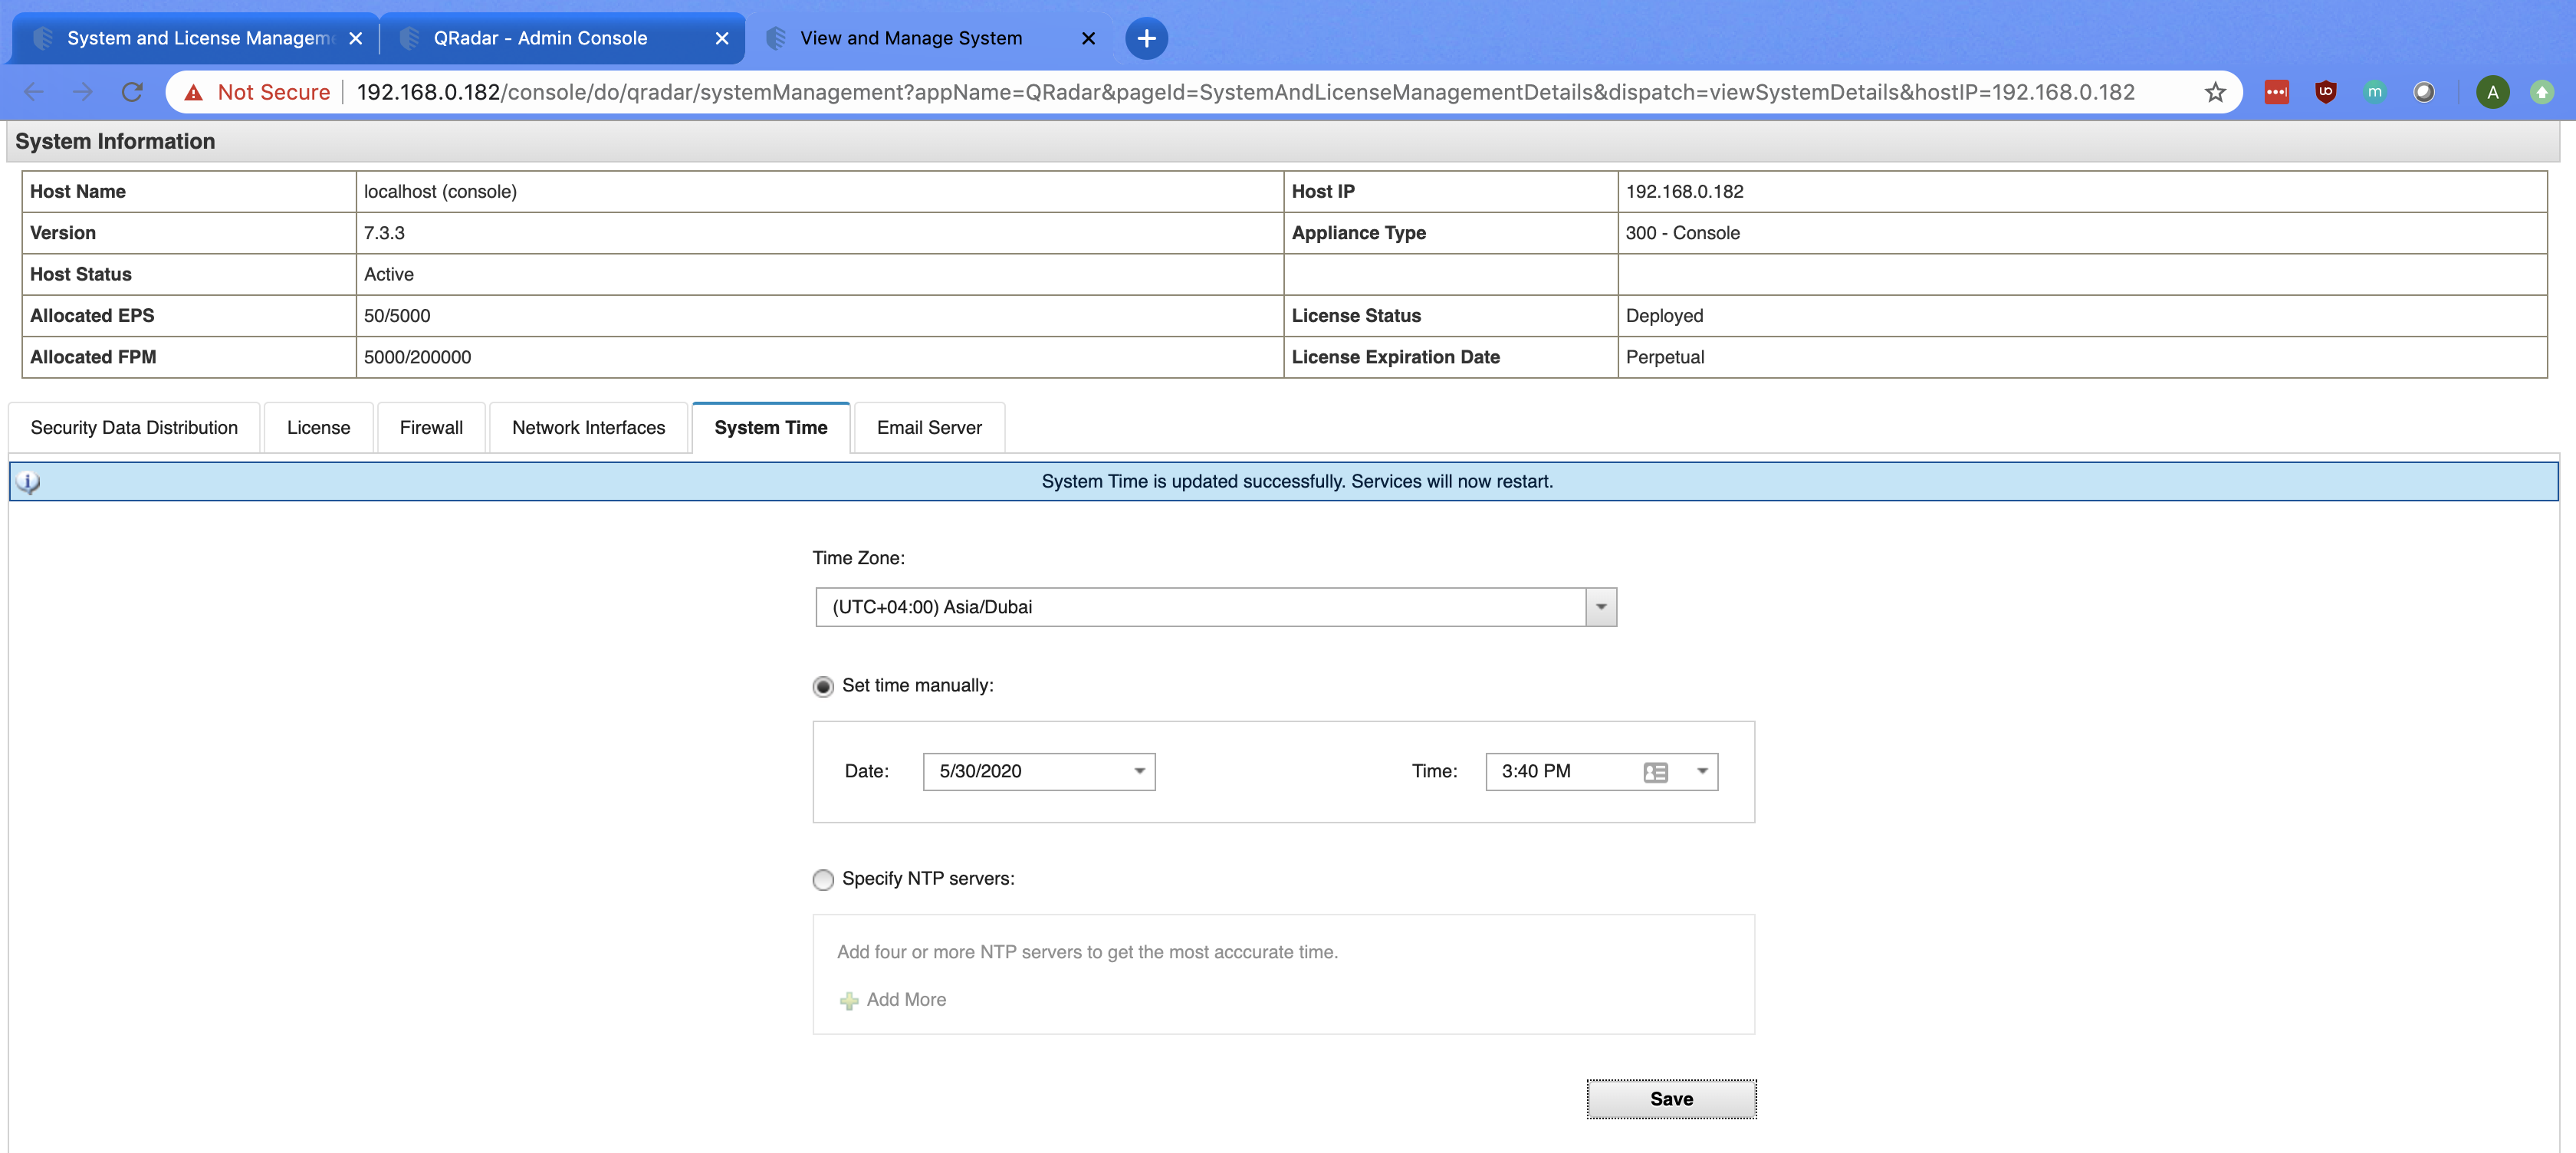 System and License Managem
QRadar - Admin Console
View and Manage System
Not Secure
192.168.0.182/console/do/qradar/systemManagement?appName=QRadar&pageId=SystemAndLicenseManagementDetails&dispatch=viewSystemDetails&hostIP=192.168.0.182
m
A
System Information
Host Name localhost (console) Host IP 192.168.0.182
Version 7.3.3 Appliance Type 300 - Console
Host Status Active
Allocated EPS 50/5000 License Status Deployed
Allocated FPM 5000/200000 License Expiration Date Perpetual
Security Data Distribution License Firewall Network Interfaces System Time Email Server
System Time is updated successfully. Services will now restart.
Time Zone:
(UTC+04:00) Asia/Dubai
Set time manually:
Date: 5/30/2020 Time: 3:40 PM
Specify NTP servers:
Add four or more NTP servers to get the most acccurate time.
Add More
Save